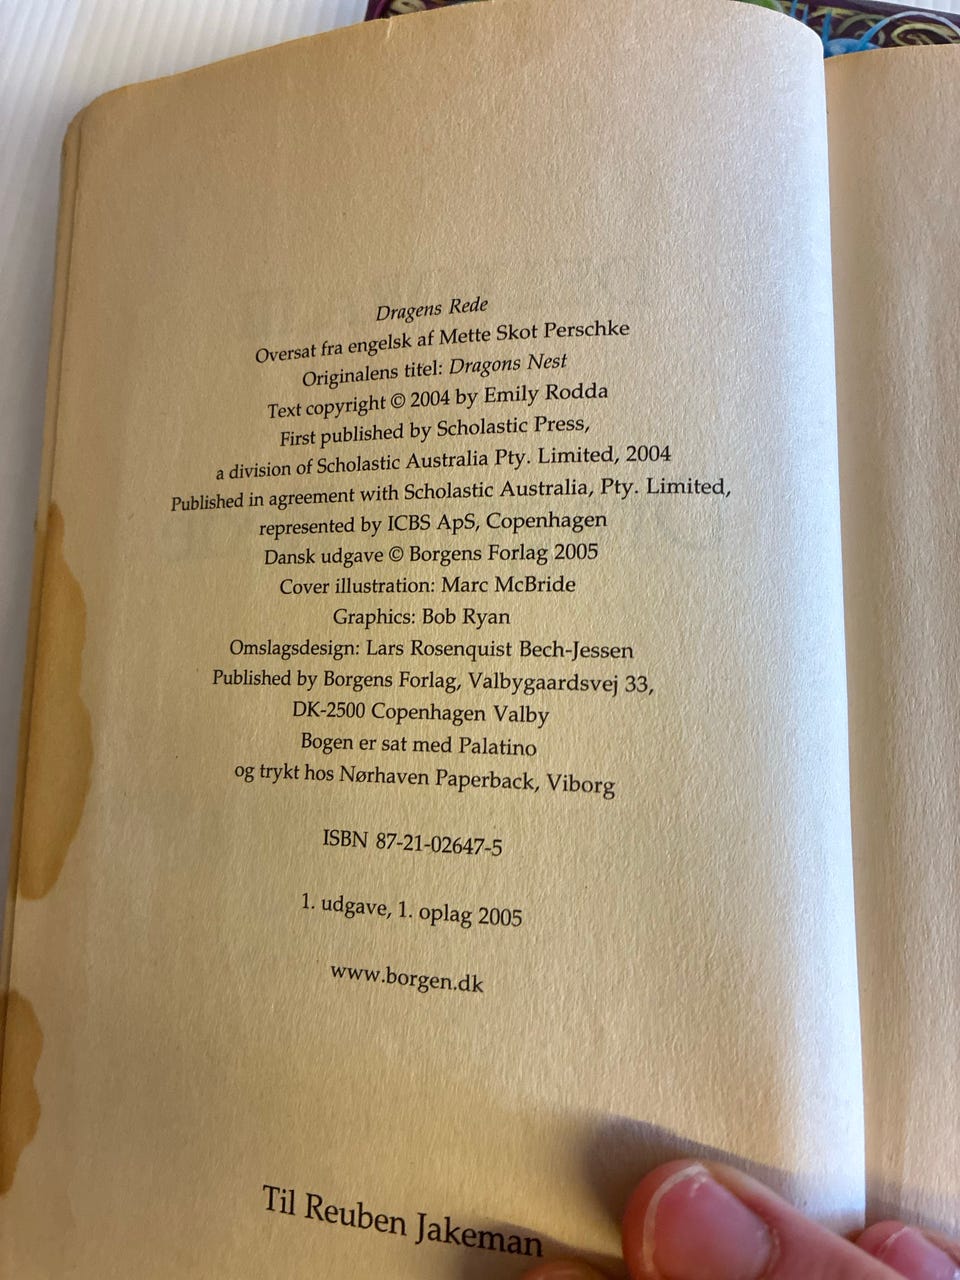 Dragens Rede
Oversat fra engelsk af Mette Skot Perschke
Originalens titel: Dragons Nest
Text copyright © 2004 by Emily Rodda
First published by Scholastic Press,
a division of Scholastic Australia Pty. Limited, 2004
Published in agreement with Scholastic Australia, Pty. Limited,
represented by ICBS ApS, Copenhagen
Dansk udgave © Borgens Forlag 2005
Cover illustration: Marc McBride
Graphics: Bob Ryan
Omslagsdesign: Lars Rosenquist Bech-Jessen
Published by Borgens Forlag, Valbygaardsvej 33,
DK-2500 Copenhagen Valby
Bogen er sat med Palatino
og trykt hos Nørhaven Paperback, Viborg
ISBN 87-21-02647-5
1. udgave, 1. oplag 2005
www.borgen.dk
Til Reuben Jakeman